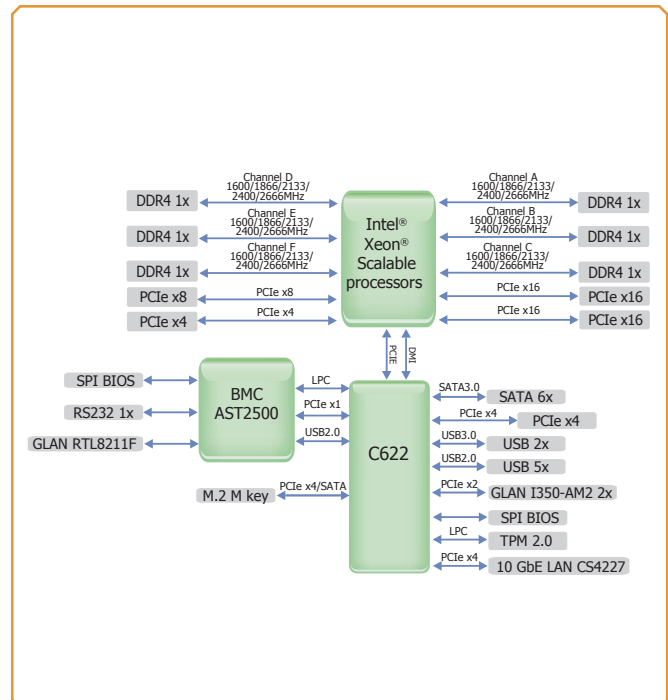 Channel D
1600/1866/2133/
2400/2666MHz
DDR4 1x
Channel E
1600/1866/2133/
2400/2666MHz
DDR4 1x
Channel F
1600/1866/2133/
2400/2666MHz
DDR4 1x
PCIe x8
PCIe x8
PCIe x4
PCIe x4
Intel®
Xeon®
Scalable
processors
Channel A
1600/1866/2133/
2400/2666MHz
DDR4 1x
Channel B
1600/1866/2133/
2400/2666MHz
DDR4 1x
Channel C
1600/1866/2133/
2400/2666MHz
DDR4 1x
PCIe x16
PCIe x16
PCIe x16
PCIe x16
PCIE
DMI
SPI BIOS
RS232 1x
GLAN RTL8211F
BMC
AST2500
LPC
PCIe x1
USB2.0
M.2 M key
PCIe x4/SATA
C622
SATA3.0
SATA 6x
PCIe x4
PCIe x4
USB3.0
USB 2x
USB2.0
USB 5x
PCIe x2
GLAN I350-AM2 2x
SPI BIOS
LPC
TPM 2.0
PCIe x4
10 GbE LAN CS4227